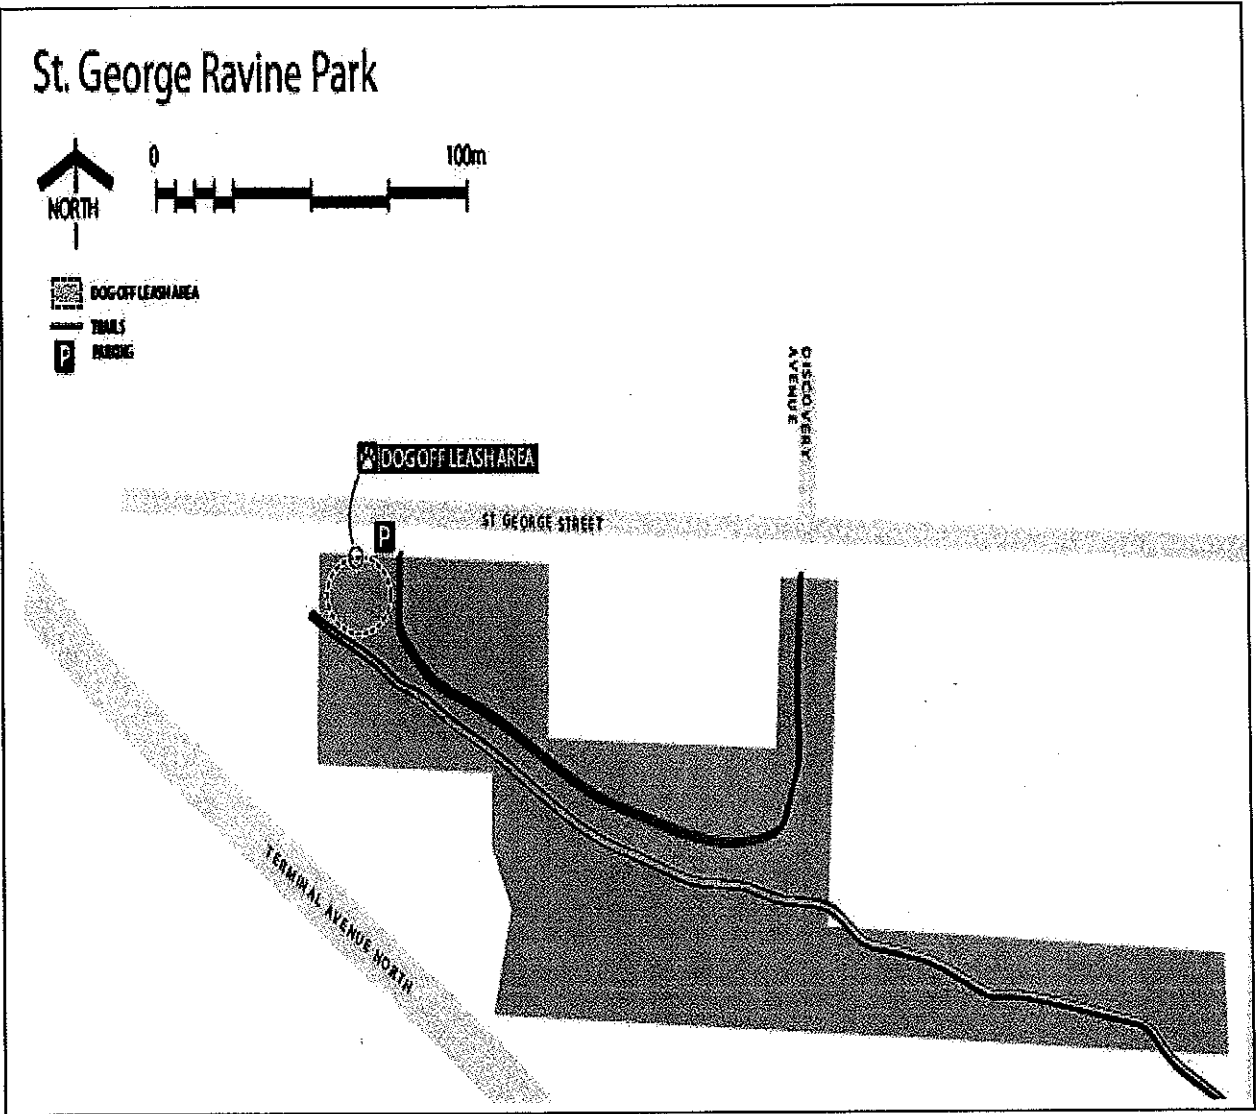 St. George Ravine Park
0 100m
NORTH
DOG OFF LEASH AREA
TRAILS
P PARKING
DISCOVERY
AVENUE
DOG OFF LEASH AREA
ST GEORGE STREET
P
TERMINAL AVENUE NORTH